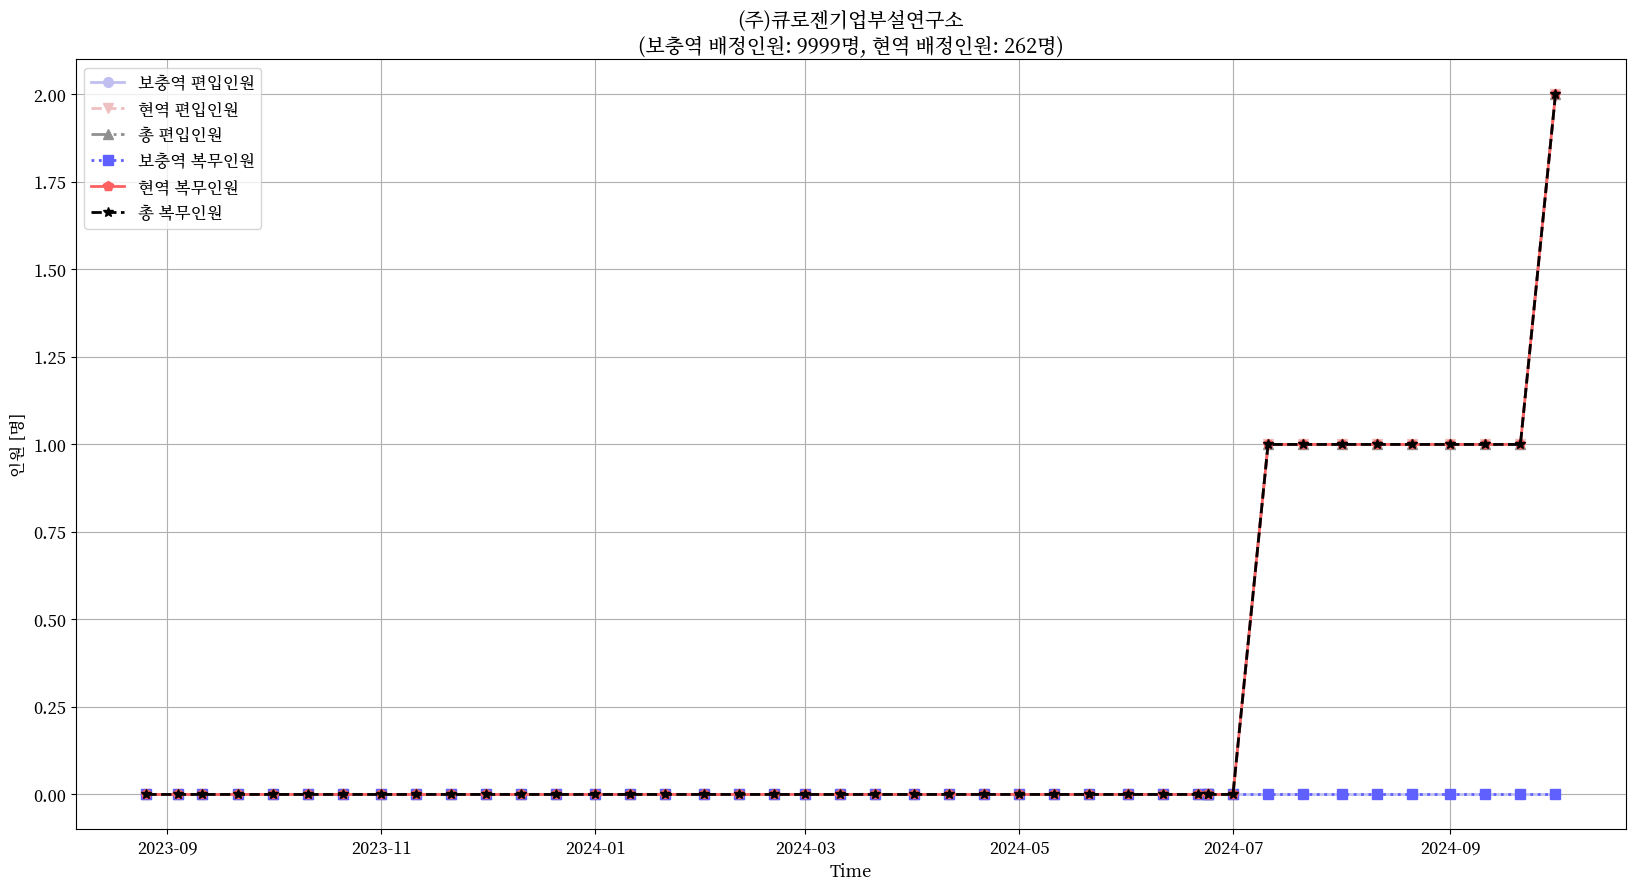 (주)큐로젠기업부설연구소
(보충역 배정인원: 9999명, 현역 배정인원: 262명)
보충역 편입인원
현역 편입인원
총 편입인원
보충역 복무인원
현역 복무인원
총 복무인원
2.00
1.75
1.50
1.25
1.00
0.75
0.50
0.25
0.00
인원 [명]
2023-09
2023-11
2024-01
2024-03
2024-05
2024-07
2024-09
Time